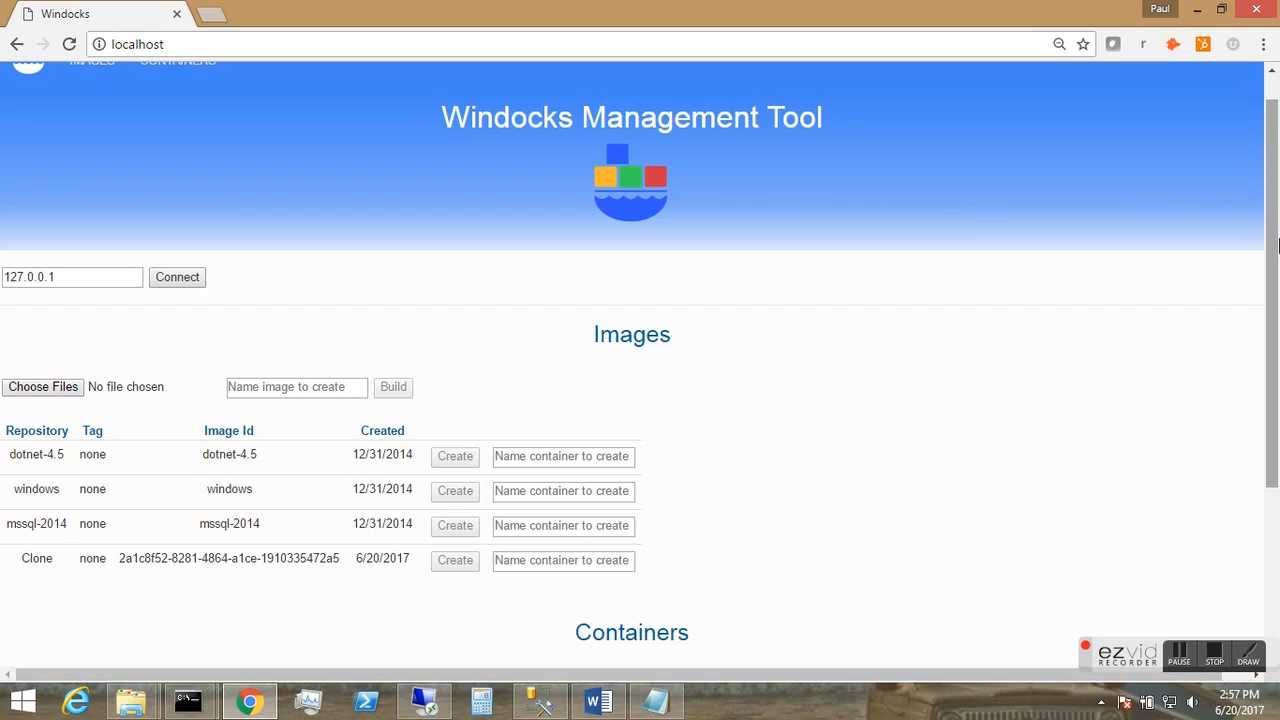 Windocks
Paul
localhost
r
IMAGES CONTAINERS
Windocks Management Tool
127.0.0.1 Connect
Images
Choose Files No file chosen Name image to create Build
Repository Tag Image Id Created
dotnet-4.5 none dotnet-4.5 12/31/2014 Create Name container to create
windows none windows 12/31/2014 Create Name container to create
mssql-2014 none mssql-2014 12/31/2014 Create Name container to create
Clone none 2a1c8f52-8281-4864-a1ce-1910335472a5 6/20/2017 Create Name container to create
Containers
ezvid
RECORDER
PAUSE STOP DRAW
2:57 PM
6/20/2017